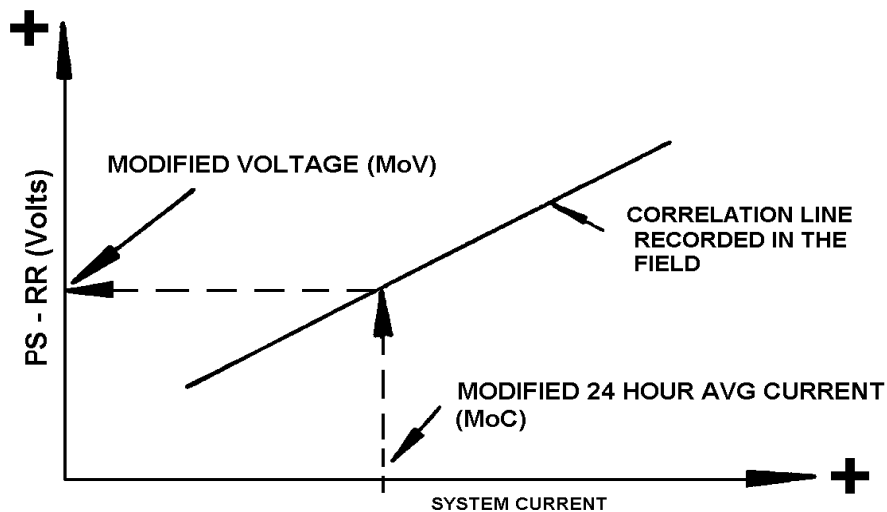 +
MODIFIED VOLTAGE (MoV)
PS - RR (Volts)
CORRELATION LINE
RECORDED IN THE
FIELD
MODIFIED 24 HOUR AVG CURRENT
(MoC)
+
SYSTEM CURRENT